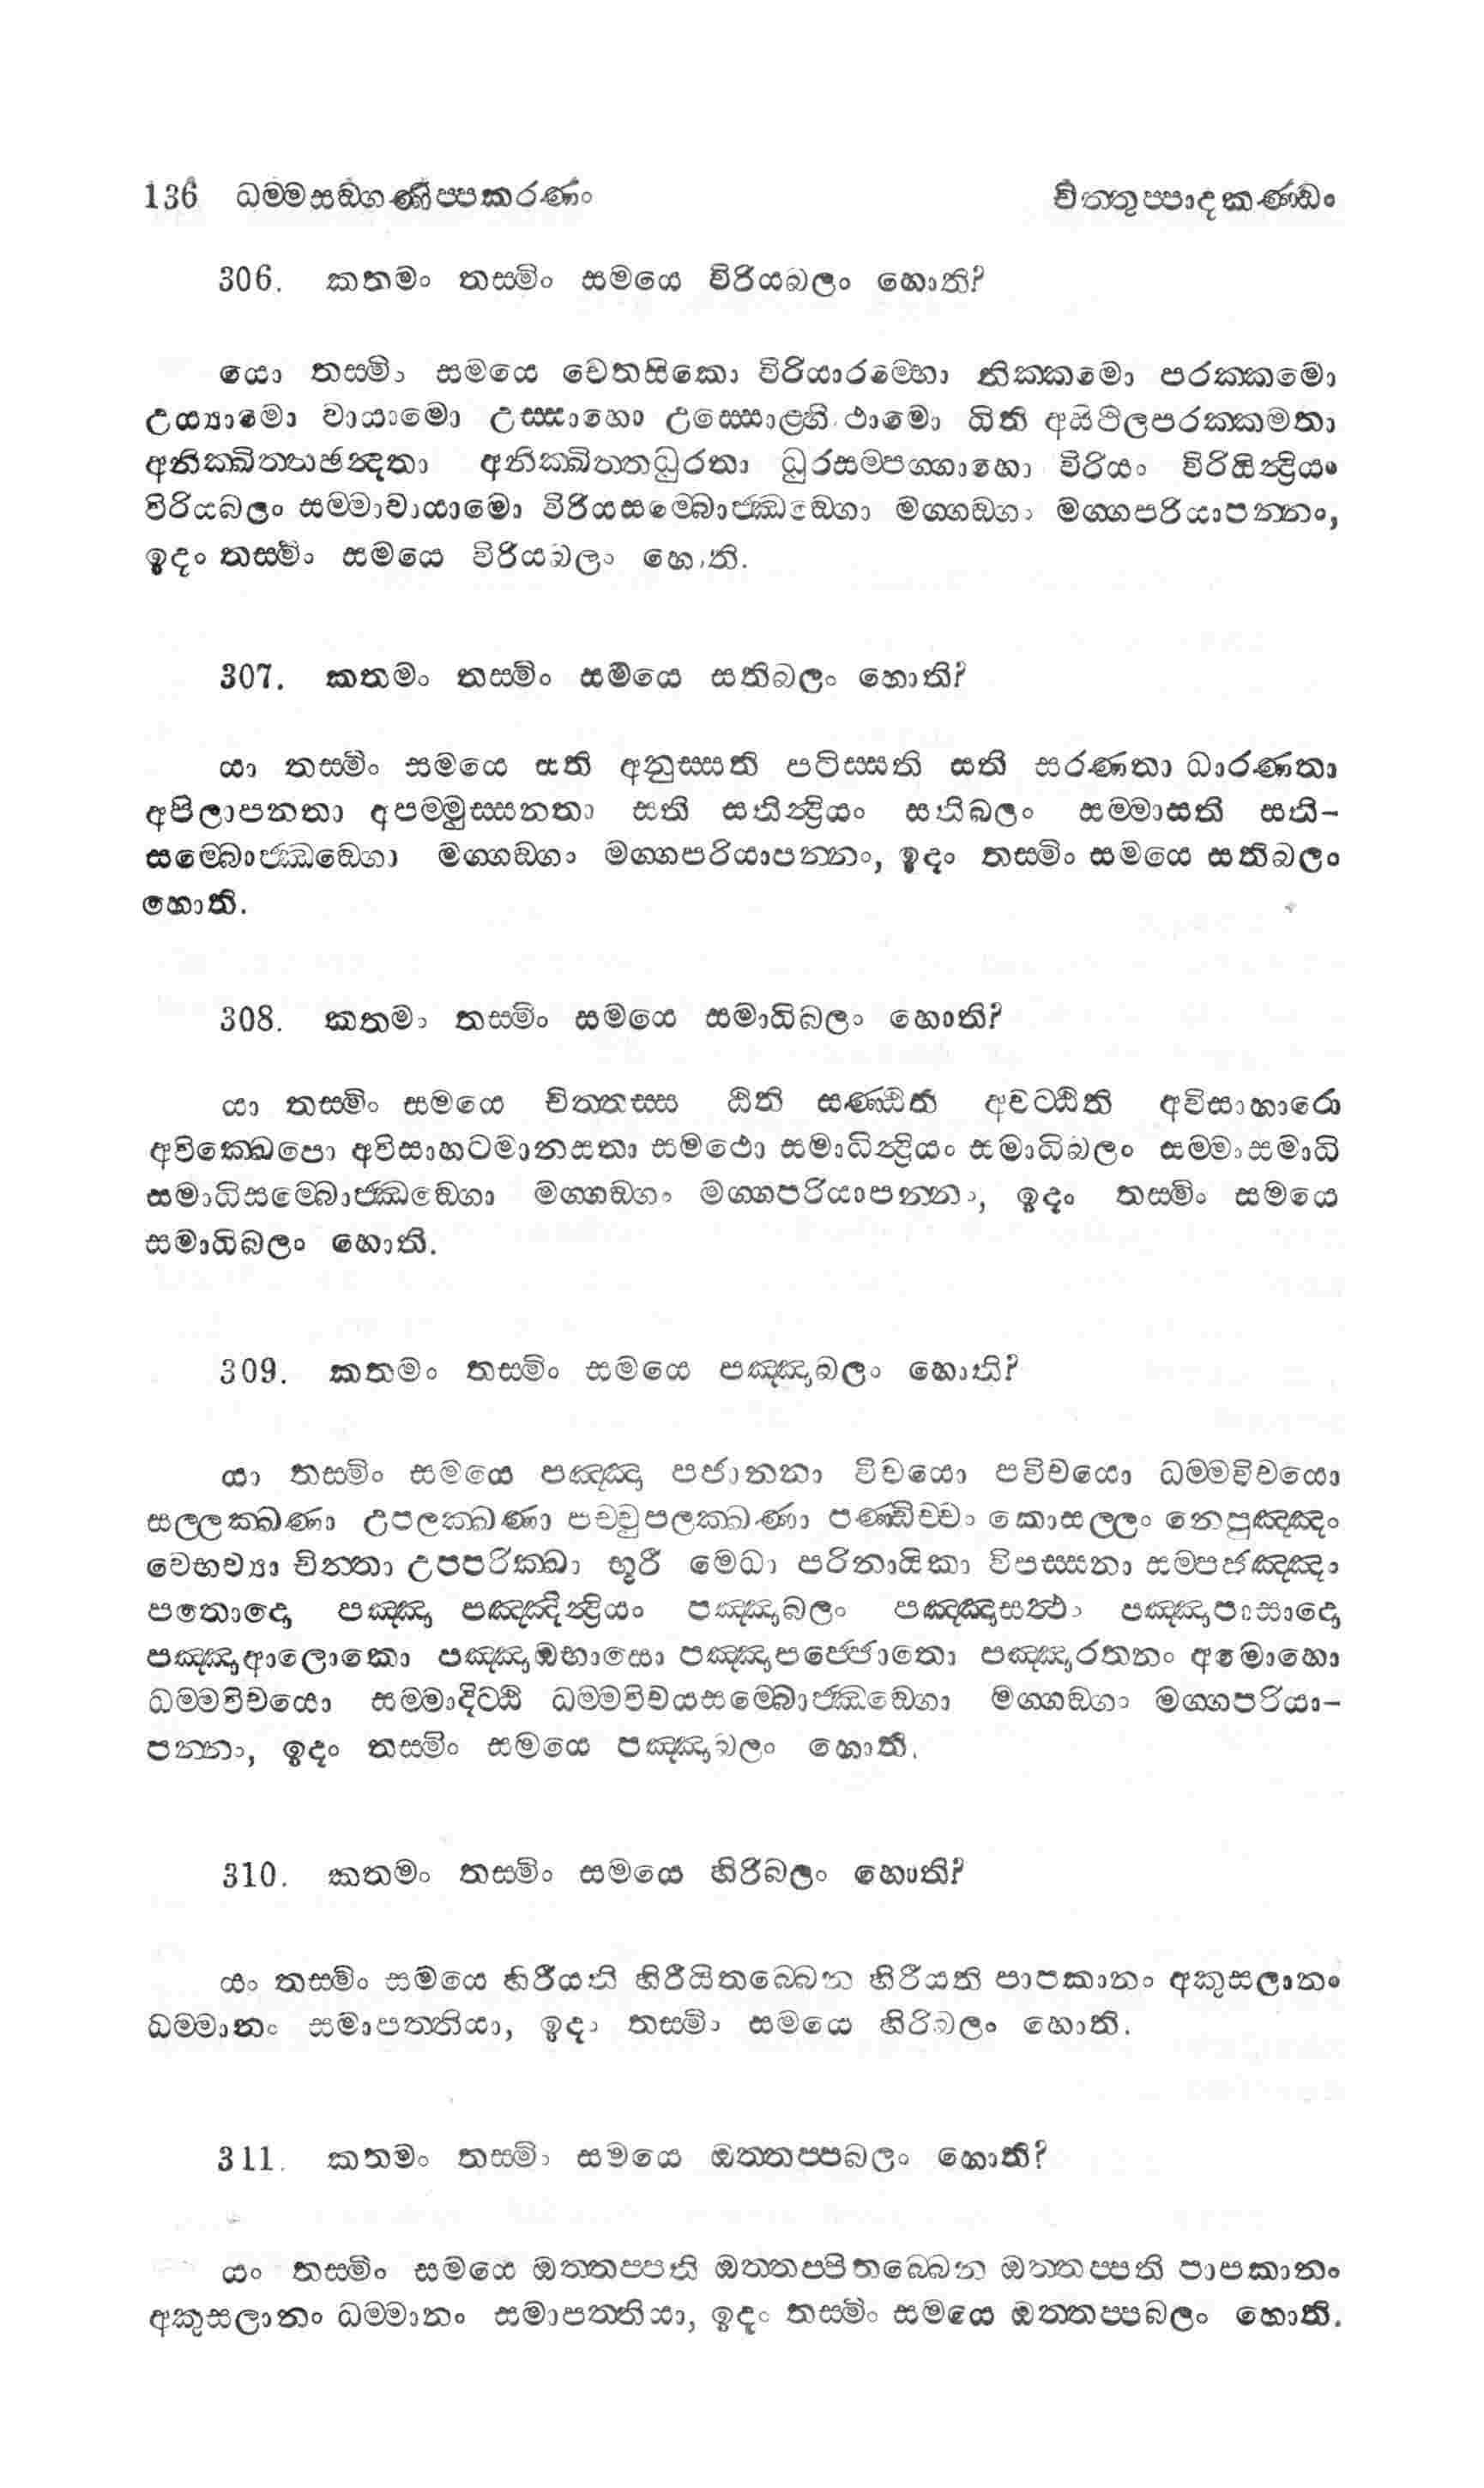 136 ධම්මසඞ්ගණිප්පකරණං චිත්තුප්පාදකණ්ඩං
306. කතමං තස්මිං සමයෙ විරියබලං හොති?
යො තස්මිං සමයෙ චෙතසිකො විරියාරම්භො නික්කමො පරක්කමො
උය්‍යාමො වායාමො උස්සාහො උස්සොළ්හී ථාමො ධිති අසිථිලපරක්කමතා
අනික්ඛිත්තඡන්දතා අනික්ඛිත්තධුරතා ධුරසම්පග්ගාහො විරියං විරියින්ද්‍රියං
විරියබලං සම්මාවායාමො විරියසම්බොජ්ඣඞ්ගො මග්ගඞ්ගං මග්ගපරියාපන්නං,
ඉදං තස්මිං සමයෙ විරියබලං හොති.
307. කතමං තස්මිං සමයෙ සතිබලං හොති?
යා තස්මිං සමයෙ සති අනුස්සති පටිස්සති සති සරණතා ධාරණතා
අපිලාපනතා අපම්මුස්සනතා සති සතින්ද්‍රියං සතිබලං සම්මාසති සති-
සම්බොජ්ඣඞ්ගො මග්ගඞ්ගං මග්ගපරියාපන්නං, ඉදං තස්මිං සමයෙ සතිබලං
හොති.
308. කතමං තස්මිං සමයෙ සමාධිබලං හොති?
යා තස්මිං සමයෙ චිත්තස්ස ඨිති සණ්ඨිති අවට්ඨිති අවිසාහාරො
අවික්ඛෙපො අවිසාහටමානසතා සමථො සමාධින්ද්‍රියං සමාධිබලං සම්මාසමාධි
සමාධිසම්බොජ්ඣඞ්ගො මග්ගඞ්ගං මග්ගපරියාපන්නං, ඉදං තස්මිං සමයෙ
සමාධිබලං හොති.
309. කතමං තස්මිං සමයෙ පඤ්ඤාබලං හොති?
යා තස්මිං සමයෙ පඤ්ඤා පජානනා විචයො පවිචයො ධම්මවිචයො
සල්ලක්ඛණා උපලක්ඛණා පච්චුපලක්ඛණා පණ්ඩිච්චං කොසල්ලං නෙපුඤ්ඤං
වෙභව්‍යා චින්තා උපපරික්ඛා භූරී මෙධා පරිනායිකා විපස්සනා සම්පජඤ්ඤං
පතොදො පඤ්ඤා පඤ්ඤින්ද්‍රියං පඤ්ඤාබලං පඤ්ඤාසත්ථං පඤ්ඤාපාසාදො
පඤ්ඤාආලොකො පඤ්ඤාඔභාසො පඤ්ඤාපජ්ජොතො පඤ්ඤාරතනං අමොහො
ධම්මවිචයො සම්මාදිට්ඨි ධම්මවිචයසම්බොජ්ඣඞ්ගො මග්ගඞ්ගං මග්ගපරියා-
පන්නං, ඉදං තස්මිං සමයෙ පඤ්ඤාබලං හොති.
310. කතමං තස්මිං සමයෙ හිරිබලං හොති?
යං තස්මිං සමයෙ හිරීයති හිරීයිතබ්බෙන හිරීයති පාපකානං අකුසලානං
ධම්මානං සමාපත්තියා, ඉදං තස්මිං සමයෙ හිරිබලං හොති.
311. කතමං තස්මිං සමයෙ ඔත්තප්පබලං හොති?
යං තස්මිං සමයෙ ඔත්තප්පති ඔත්තප්පිතබ්බෙන ඔත්තප්පති පාපකානං
අකුසලානං ධම්මානං සමාපත්තියා, ඉදං තස්මිං සමයෙ ඔත්තප්පබලං හොති.